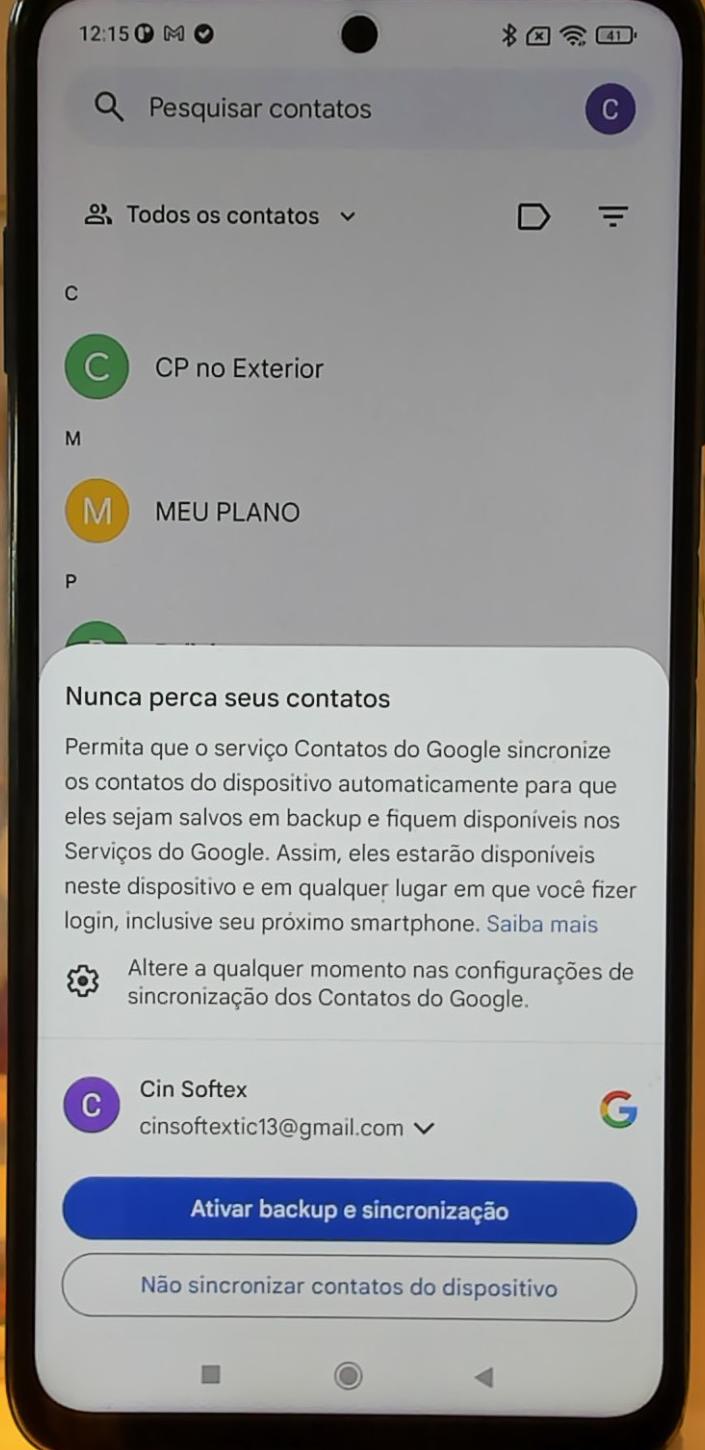 12:15
41
Pesquisar contatos
C
Todos os contatos
C
C
CP no Exterior
M
M
MEU PLANO
P
Nunca perca seus contatos
Permita que o serviço Contatos do Google sincronize
os contatos do dispositivo automaticamente para que
eles sejam salvos em backup e fiquem disponíveis nos
Serviços do Google. Assim, eles estarão disponíveis
neste dispositivo e em qualquer lugar em que você fizer
login, inclusive seu próximo smartphone. Saiba mais
Altere a qualquer momento nas configurações de
sincronização dos Contatos do Google.
C
Cin Softex
cinsoftextic13@gmail.com
Ativar backup e sincronização
Não sincronizar contatos do dispositivo